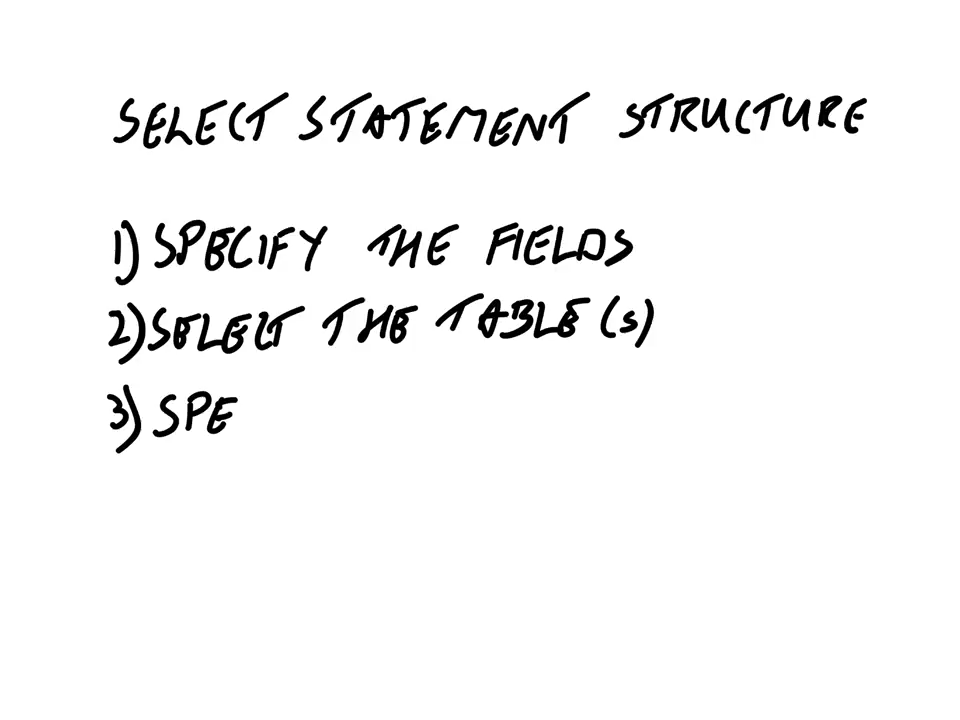 SELECT STATEMENT STRUCTURE
1) SPECIFY THE FIELDS
2) SELECT THE TABLE(S)
3) SPE